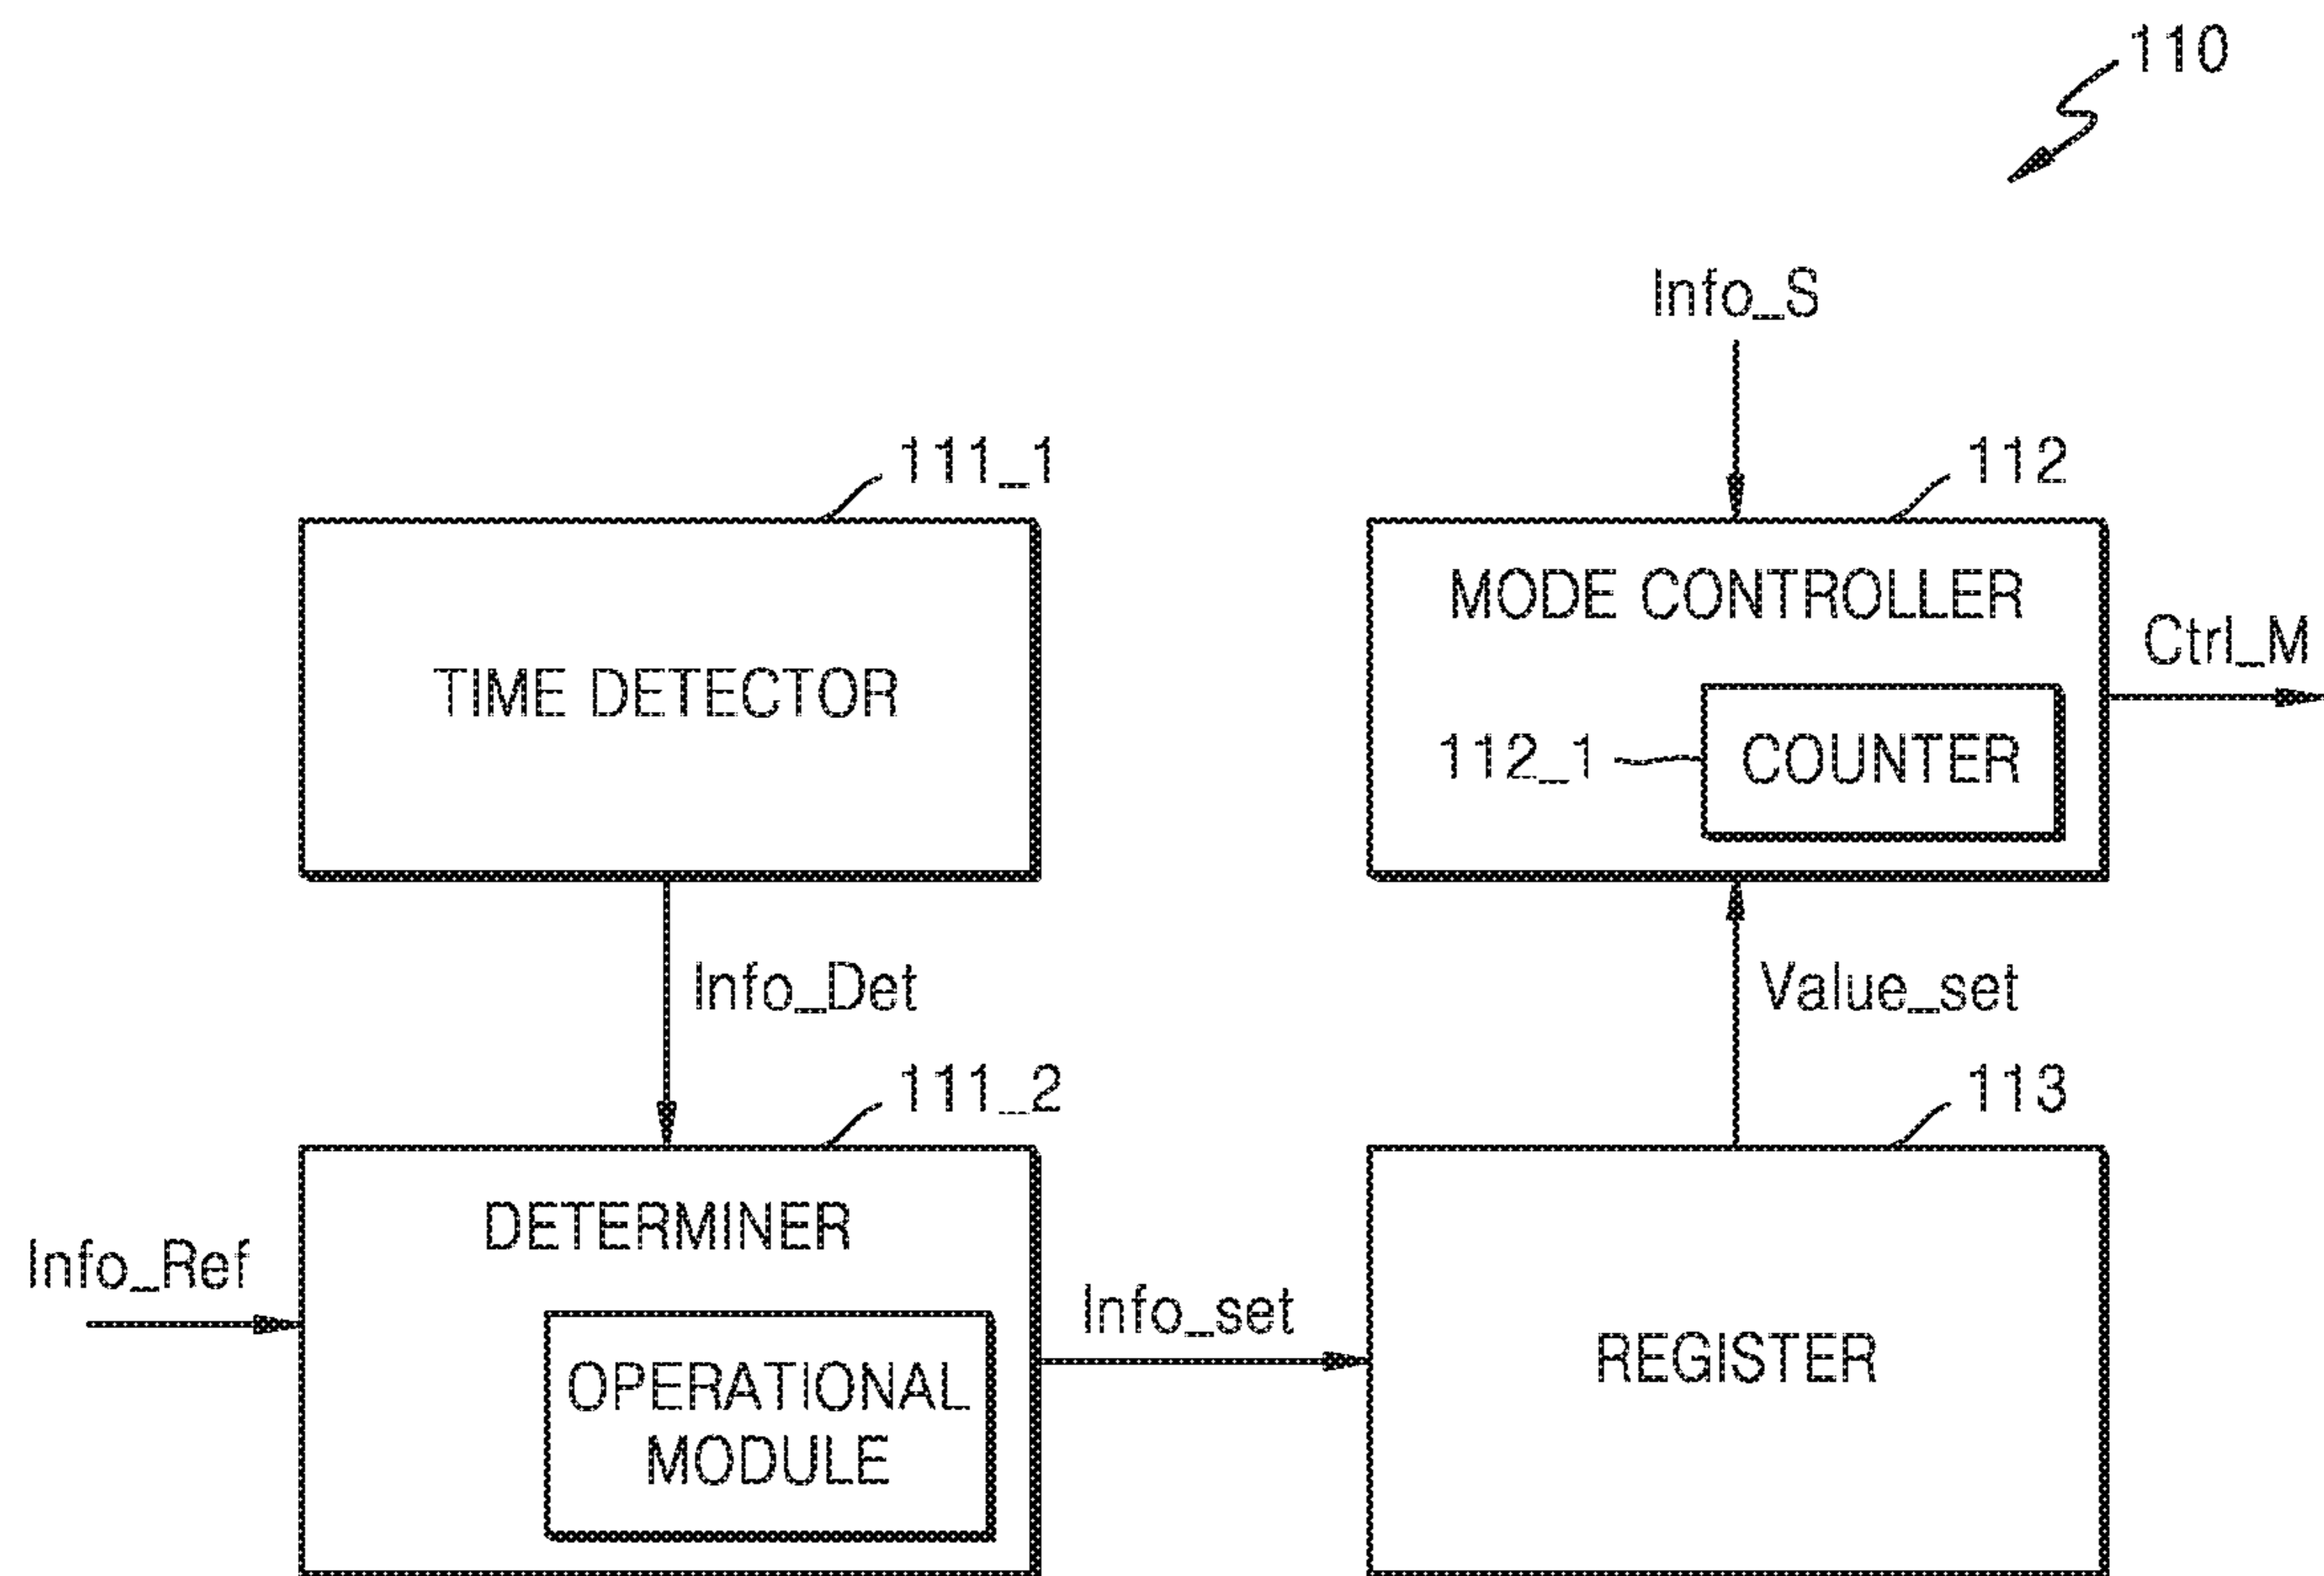 110
Info_S
111_1
112
TIME DETECTOR
MODE CONTROLLER
Ctrl_M
112_1
COUNTER
Info_Det
Value_set
111_2
113
Info_Ref
DETERMINER
OPERATIONAL
MODULE
Info_set
REGISTER